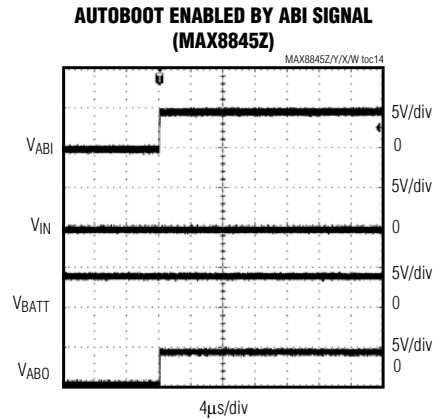 AUTOBOOT ENABLED BY ABI SIGNAL
(MAX8845Z)
MAX8845Z/Y/X/W toc14
5V/div
VABI
0
5V/div
VIN
0
5V/div
VBATT
0
5V/div
VABO
0
4µs/div